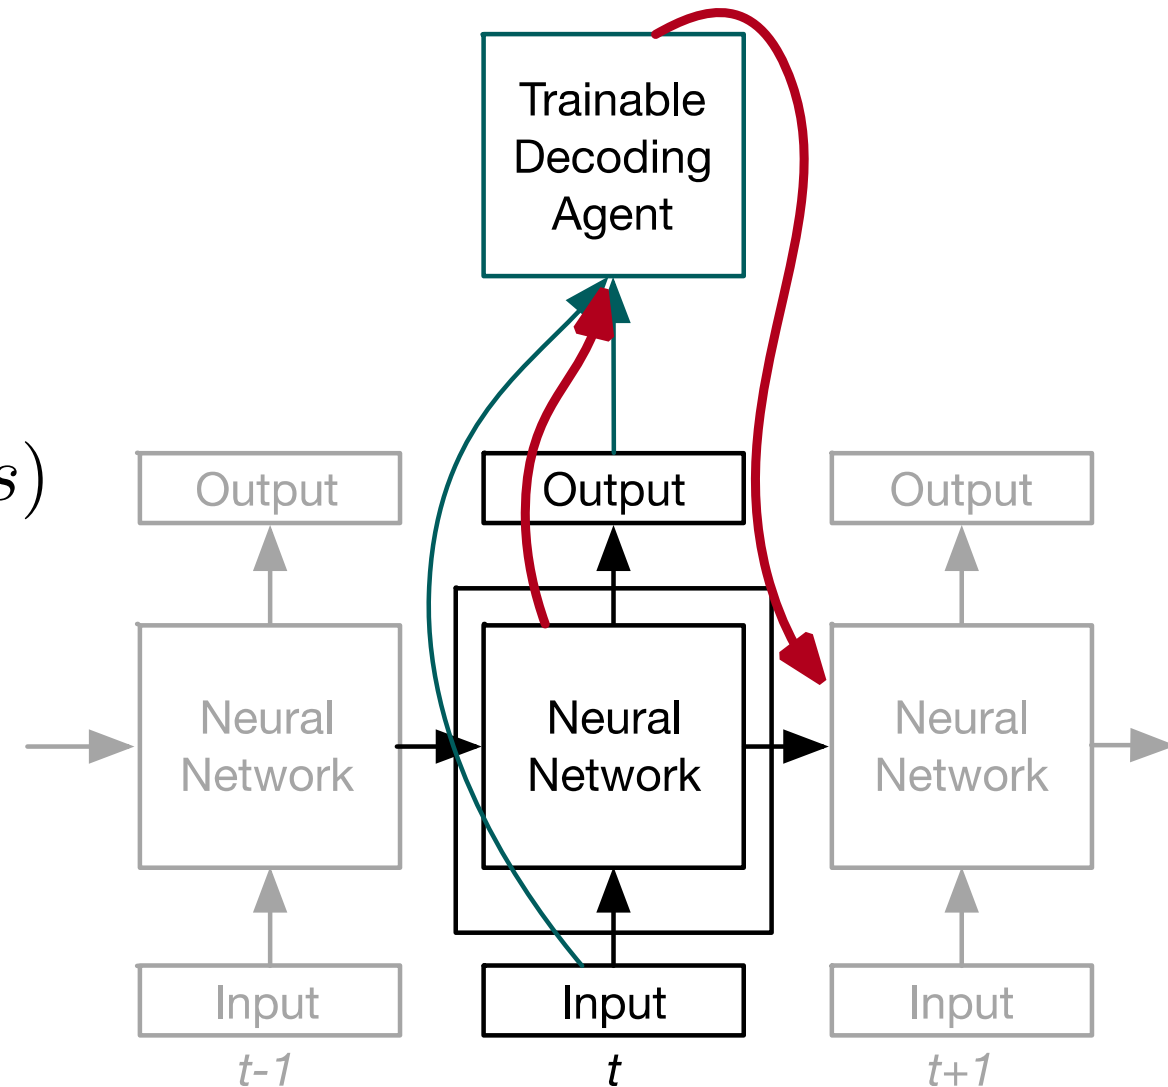 Trainable
Decoding
Agent
s)
Output
Output
Output
Neural
Network
Neural
Network
Neural
Network
Input
Input
Input
t-1
t
t+1